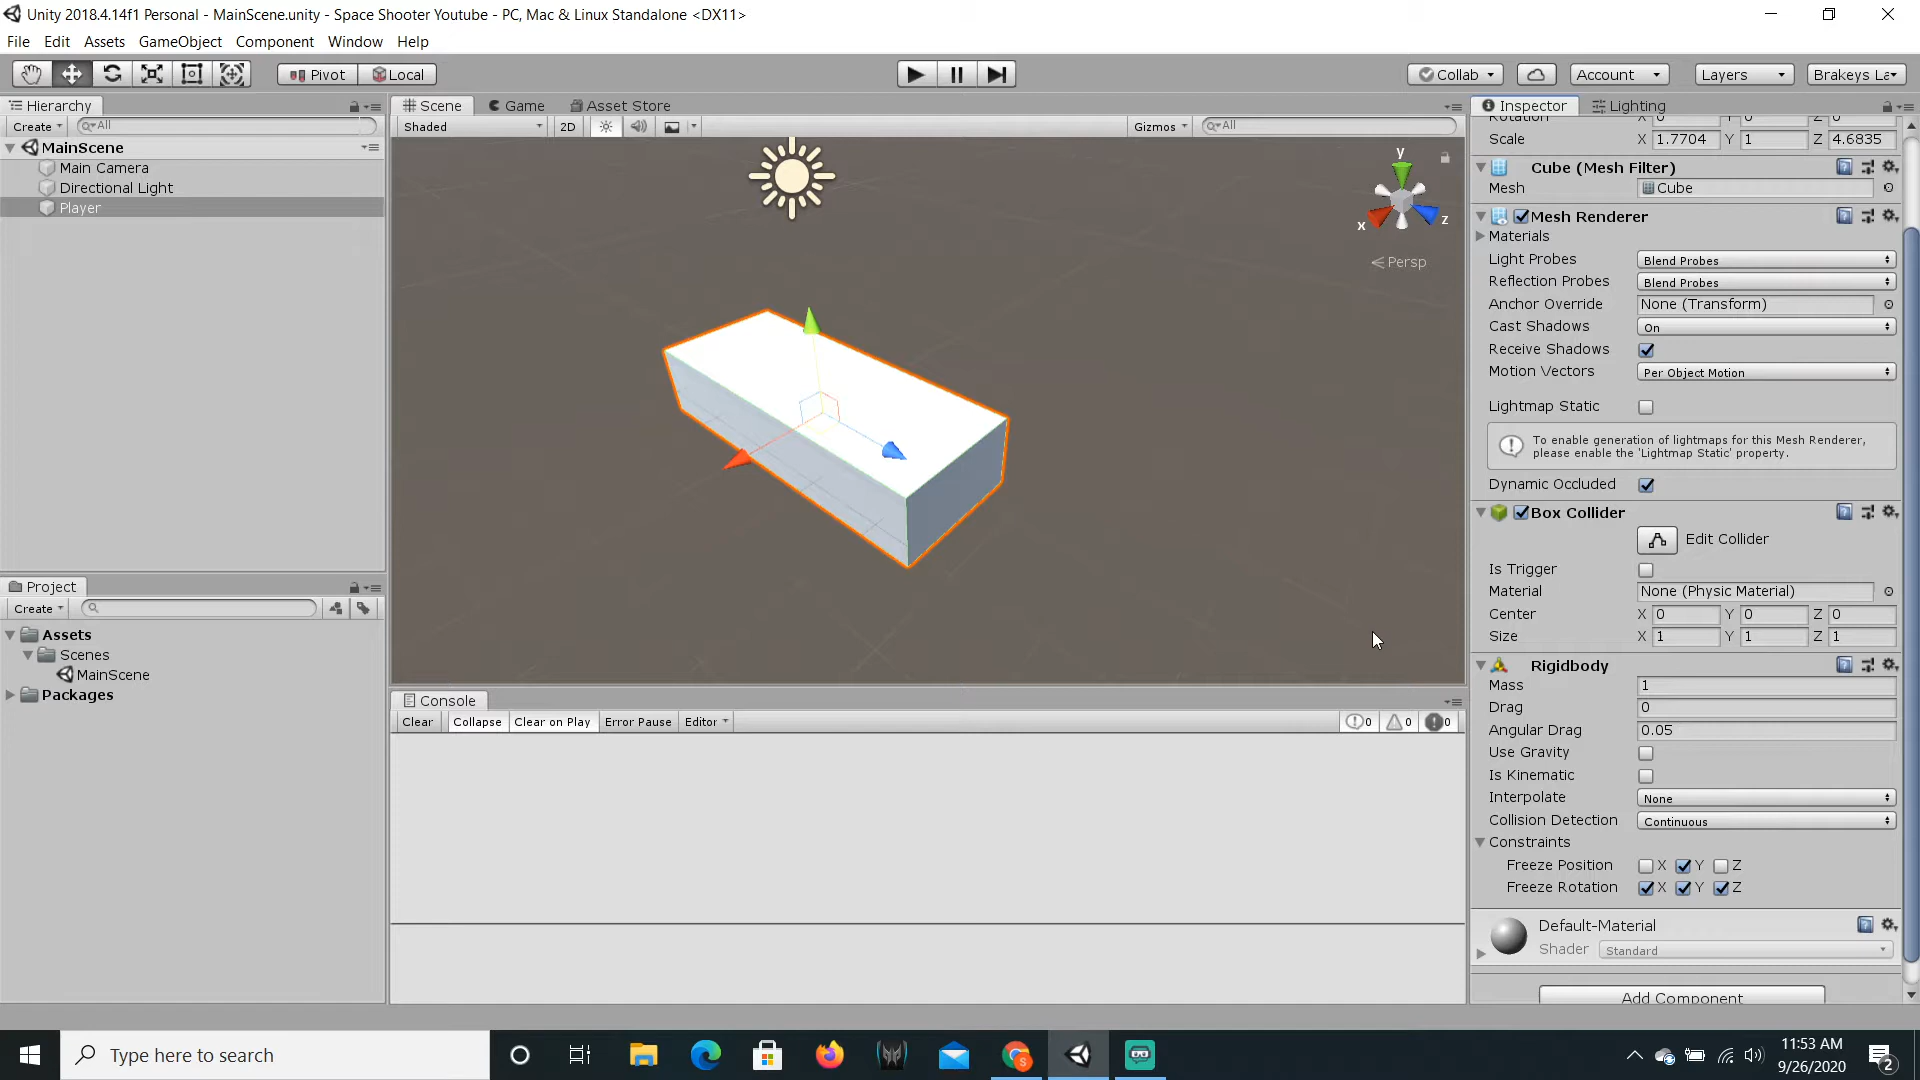 Unity 2018.4.14f1 Personal - MainScene.unity - Space Shooter Youtube - PC, Mac & Linux Standalone <DX11>
File Edit Assets GameObject Component Window Help
Pivot Local Collab Account Layers Brakeys La
Hierarchy
Create All
MainScene
Main Camera
Directional Light
Player
Project
Create
Assets
Scenes
MainScene
Packages
Scene Game Asset Store
Shaded 2D Gizmos All
y
x z
Persp
Console
Clear Collapse Clear on Play Error Pause Editor 0 0 0
Inspector Lighting
Rotation X 0 Y 0 Z 0
Scale X 1.7704 Y 1 Z 4.6835
Cube (Mesh Filter)
Mesh Cube
Mesh Renderer
Materials
Light Probes Blend Probes
Reflection Probes Blend Probes
Anchor Override None (Transform)
Cast Shadows On
Receive Shadows
Motion Vectors Per Object Motion
Lightmap Static
To enable generation of lightmaps for this Mesh Renderer,
please enable the 'Lightmap Static' property.
Dynamic Occluded
Box Collider
Edit Collider
Is Trigger
Material None (Physic Material)
Center X 0 Y 0 Z 0
Size X 1 Y 1 Z 1
Rigidbody
Mass 1
Drag 0
Angular Drag 0.05
Use Gravity
Is Kinematic
Interpolate None
Collision Detection Continuous
Constraints
Freeze Position X Y Z
Freeze Rotation X Y Z
Default-Material
Shader Standard
Add Component
Type here to search
11:53 AM
9/26/2020
2